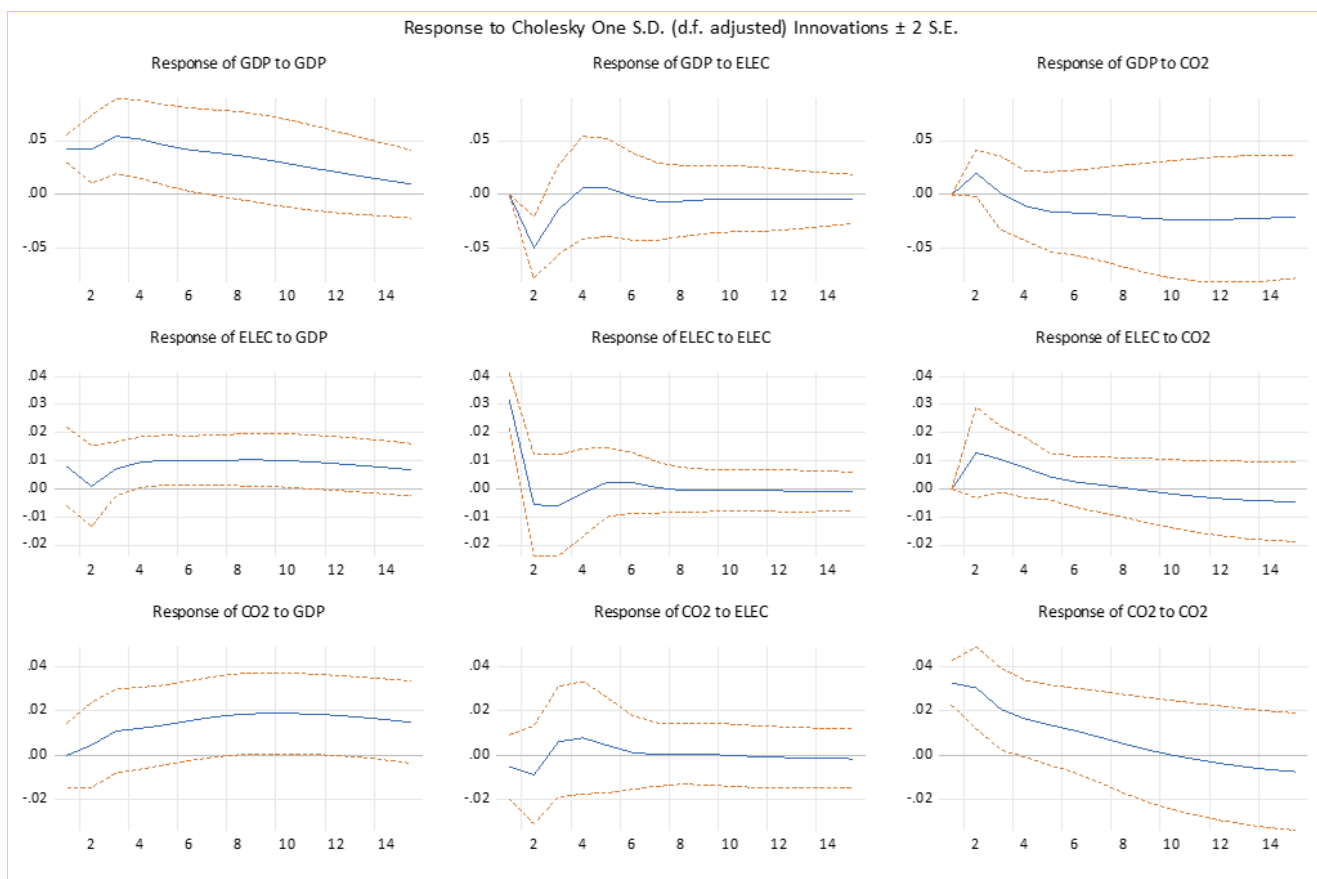 Response to Cholesky One S.D. (d.f. adjusted) Innovations ± 2 S.E.
Response of GDP to GDP
.05
.00
-.05
2 4 6 8 10 12 14
Response of GDP to ELEC
.05
.00
-.05
2 4 6 8 10 12 14
Response of GDP to CO2
.05
.00
-.05
2 4 6 8 10 12 14
Response of ELEC to GDP
.04
.03
.02
.01
.00
-.01
-.02
2 4 6 8 10 12 14
Response of ELEC to ELEC
.04
.03
.02
.01
.00
-.01
-.02
2 4 6 8 10 12 14
Response of ELEC to CO2
.04
.03
.02
.01
.00
-.01
-.02
2 4 6 8 10 12 14
Response of CO2 to GDP
.04
.02
.00
-.02
2 4 6 8 10 12 14
Response of CO2 to ELEC
.04
.02
.00
-.02
2 4 6 8 10 12 14
Response of CO2 to CO2
.04
.02
.00
-.02
2 4 6 8 10 12 14